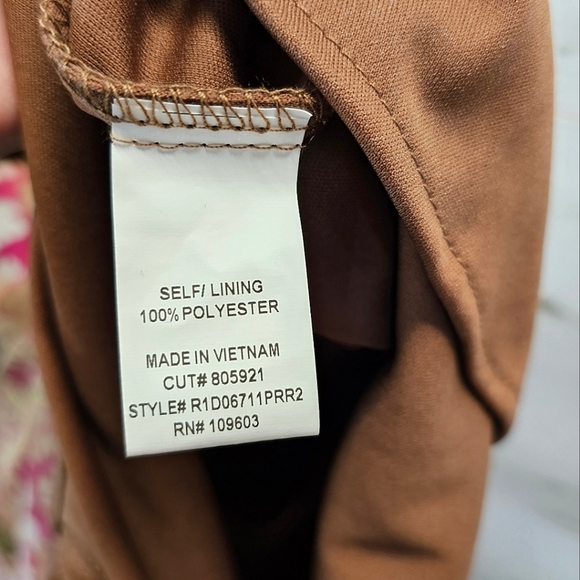 SELF/ LINING
100% POLYESTER
MADE IN VIETNAM
CUT# 805921
STYLE# R1D06711PRR2
RN# 109603